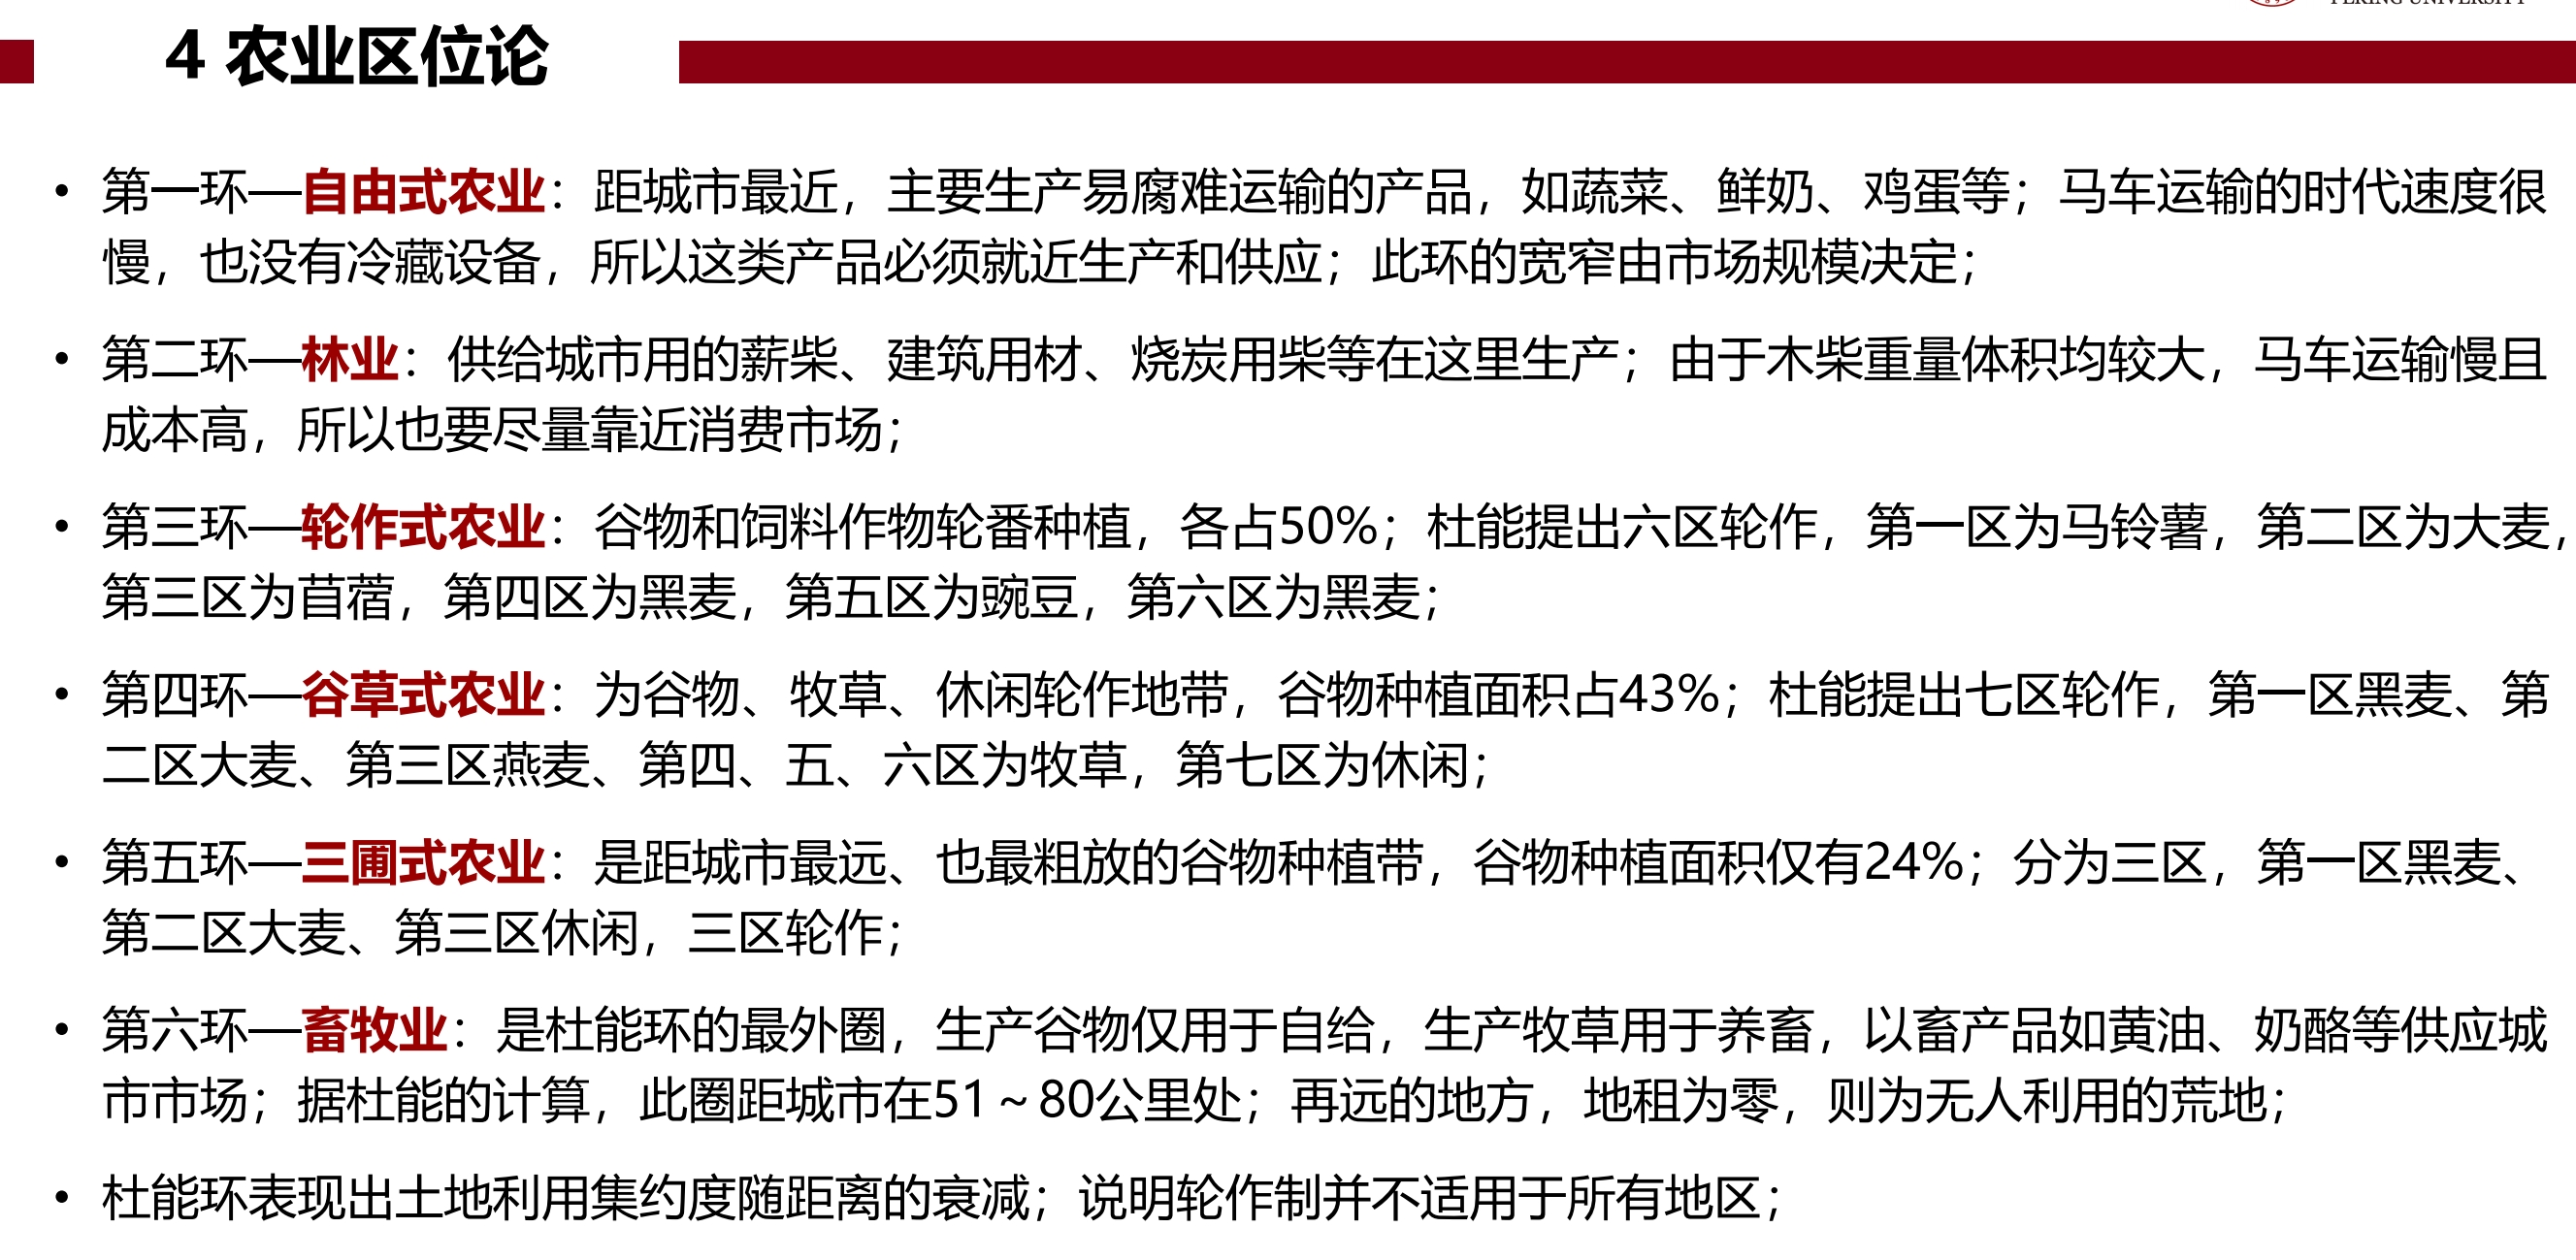 PEKING UNIVERSITY
4 农业区位论
• 第一环—自由式农业：距城市最近，主要生产易腐难运输的产品，如蔬菜、鲜奶、鸡蛋等；马车运输的时代速度很
慢，也没有冷藏设备，所以这类产品必须就近生产和供应；此环的宽窄由市场规模决定；
• 第二环—林业：供给城市用的薪柴、建筑用材、烧炭用柴等在这里生产；由于木柴重量体积均较大，马车运输慢且
成本高，所以也要尽量靠近消费市场；
• 第三环—轮作式农业：谷物和饲料作物轮番种植，各占50%；杜能提出六区轮作，第一区为马铃薯，第二区为大麦，
第三区为苜蓿，第四区为黑麦，第五区为豌豆，第六区为黑麦；
• 第四环—谷草式农业：为谷物、牧草、休闲轮作地带，谷物种植面积占43%；杜能提出七区轮作，第一区黑麦、第
二区大麦、第三区燕麦、第四、五、六区为牧草，第七区为休闲；
• 第五环—三圃式农业：是距城市最远、也最粗放的谷物种植带，谷物种植面积仅有24%；分为三区，第一区黑麦、
第二区大麦、第三区休闲，三区轮作；
• 第六环—畜牧业：是杜能环的最外圈，生产谷物仅用于自给，生产牧草用于养畜，以畜产品如黄油、奶酪等供应城
市市场；据杜能的计算，此圈距城市在51～80公里处；再远的地方，地租为零，则为无人利用的荒地；
• 杜能环表现出土地利用集约度随距离的衰减；说明轮作制并不适用于所有地区；